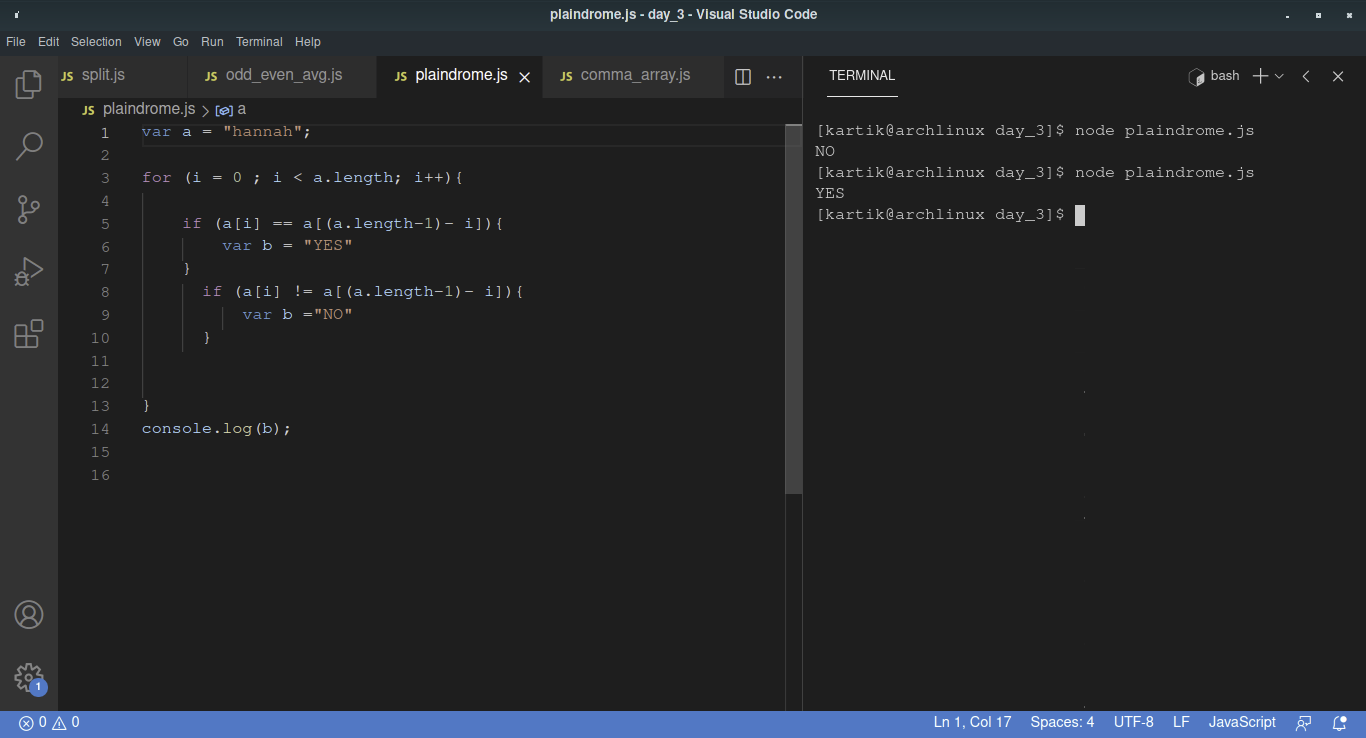 plaindrome.js - day_3 - Visual Studio Code
File Edit Selection View Go Run Terminal Help
JS split.js JS odd_even_avg.js JS plaindrome.js JS comma_array.js
JS plaindrome.js > a
1 var a = "hannah";
2
3 for (i = 0 ; i < a.length; i++){
4
5 if (a[i] == a[(a.length-1)- i]){
6 var b = "YES"
7 }
8 if (a[i] != a[(a.length-1)- i]){
9 var b ="NO"
10 }
11
12
13 }
14 console.log(b);
15
16
TERMINAL
bash
[kartik@archlinux day_3]$ node plaindrome.js
NO
[kartik@archlinux day_3]$ node plaindrome.js
YES
[kartik@archlinux day_3]$
1
0 0 Ln 1, Col 17 Spaces: 4 UTF-8 LF JavaScript